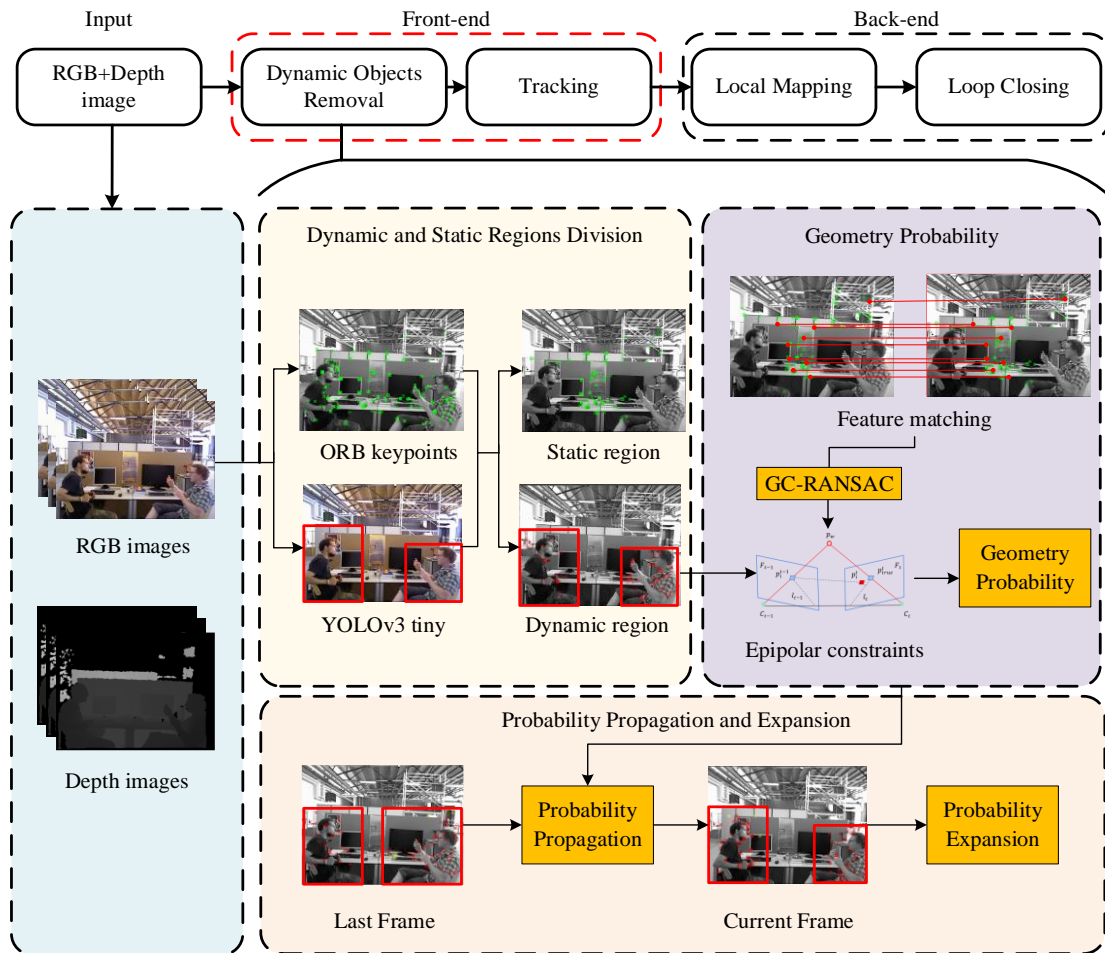 Input
Front-end
Back-end
RGB+Depth
image
Dynamic Objects
Removal
Tracking
Local Mapping
Loop Closing
Dynamic and Static Regions Division
Geometry Probability
ORB keypoints
Static region
Feature matching
GC-RANSAC
RGB images
YOLOv3 tiny
Dynamic region
Epipolar constraints
Geometry
Probability
Probability Propagation and Expansion
Depth images
Probability
Propagation
Probability
Expansion
Last Frame
Current Frame